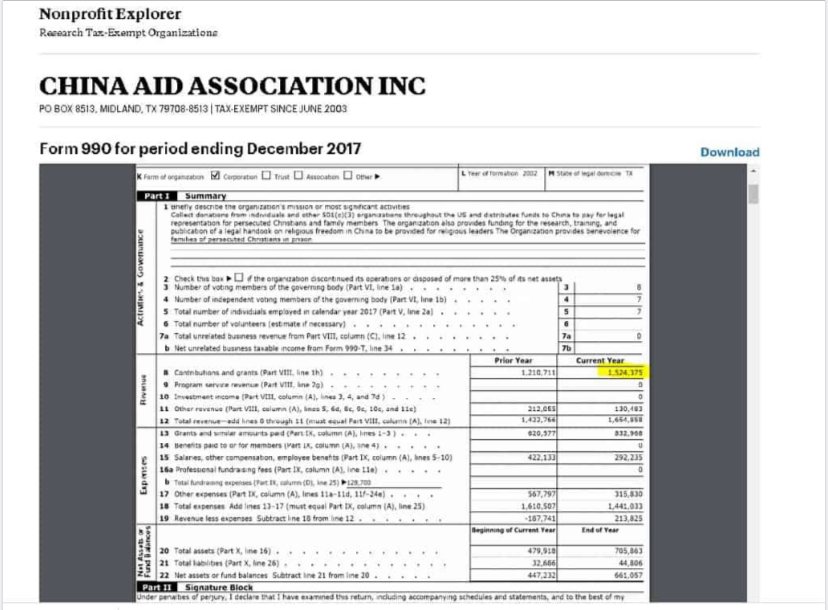 Nonprofit Explorer
Research Tax-Exempt Organizations
CHINA AID ASSOCIATION INC
PO BOX 8513, MIDLAND, TX 79708-8513 | TAX-EXEMPT SINCE JUNE 2003
Form 990 for period ending December 2017
Download
K Form of organization Corporation Trust Association Other ▶
L Year of formation 2002
M State of legal domicile TX
Part I Summary
1 Briefly describe the organization's mission or most significant activities
Collect donations from individuals and other 501(c)(3) organizations throughout the US and distributes funds to China to pay for legal
representation for persecuted Christians and family members The organization also provides funding for the research, training, and
publication of a legal handook on religious freedom in China to be provided for religious leaders The Organization provides benevolence for
families of persecuted Christians in prison
Activities & Governance
2 Check this box ▶ if the organization discontinued its operations or disposed of more than 25% of its net assets
3 Number of voting members of the governing body (Part VI, line 1a) . . . . . . . . 3 8
4 Number of independent voting members of the governing body (Part VI, line 1b) . . . . . 4 7
5 Total number of individuals employed in calendar year 2017 (Part V, line 2a) . . . . . . 5 7
6 Total number of volunteers (estimate if necessary) . . . . . . . . . . 6
7a Total unrelated business revenue from Part VIII, column (C), line 12 . . . . . . . . 7a 0
b Net unrelated business taxable income from Form 990-T, line 34 . . . . . . . . 7b
Prior Year Current Year
Revenue
8 Contributions and grants (Part VIII, line 1h) . . . . . . . . 1,210,711 1,524,375
9 Program service revenue (Part VIII, line 2g) . . . . . . . . 0
10 Investment income (Part VIII, column (A), lines 3, 4, and 7d ) . . . . 0
11 Other revenue (Part VIII, column (A), lines 5, 6d, 8c, 9c, 10c, and 11e) 212,055 130,483
12 Total revenue—add lines 8 through 11 (must equal Part VIII, column (A), line 12) 1,422,766 1,654,858
Expenses
13 Grants and similar amounts paid (Part IX, column (A), lines 1-3 ) . . . 620,577 832,968
14 Benefits paid to or for members (Part IX, column (A), line 4) . . . . . 0
15 Salaries, other compensation, employee benefits (Part IX, column (A), lines 5-10) 422,133 292,235
16a Professional fundraising fees (Part IX, column (A), line 11e) . . . . . 0
b Total fundraising expenses (Part IX, column (D), line 25) ▶128,700
17 Other expenses (Part IX, column (A), lines 11a-11d, 11f-24e) . . . . 567,797 315,830
18 Total expenses Add lines 13-17 (must equal Part IX, column (A), line 25) 1,610,507 1,441,033
19 Revenue less expenses Subtract line 18 from line 12 . . . . . . . -187,741 213,825
Net Assets or Fund Balances
Beginning of Current Year End of Year
20 Total assets (Part X, line 16) . . . . . . . . . . . . 479,918 705,863
21 Total liabilities (Part X, line 26) . . . . . . . . . . . 32,686 44,806
22 Net assets or fund balances Subtract line 21 from line 20 . . . . . 447,232 661,057
Part II Signature Block
Under penalties of perjury, I declare that I have examined this return, including accompanying schedules and statements, and to the best of my